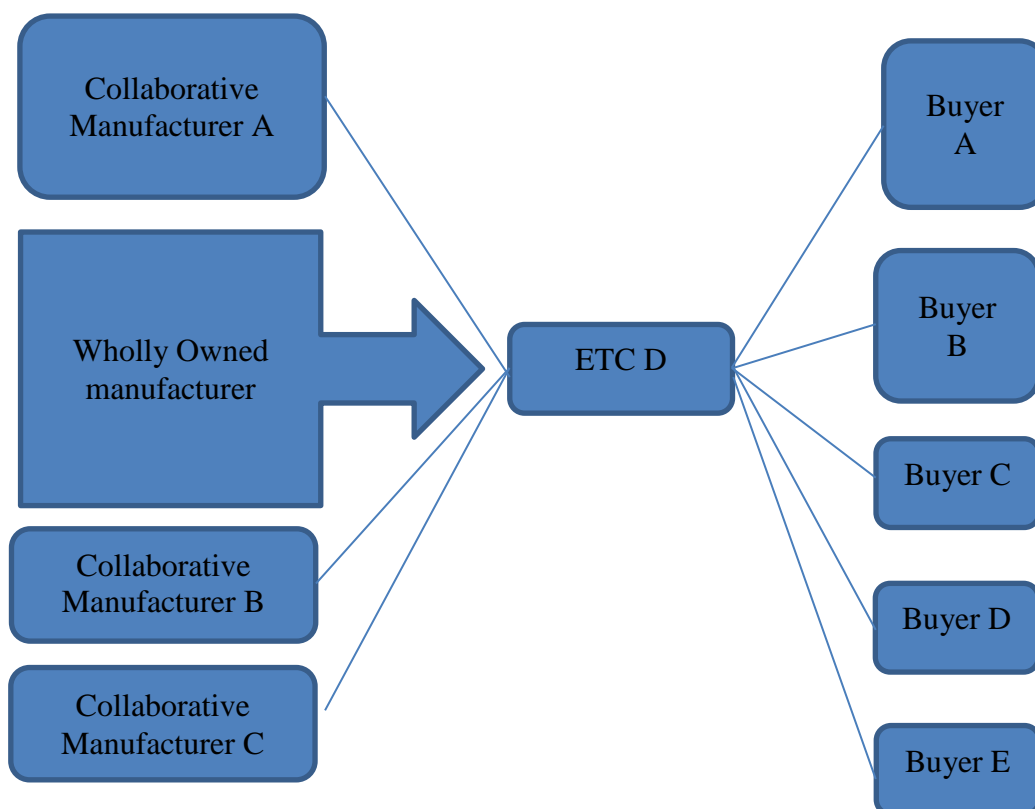 Collaborative
Manufacturer A
Wholly Owned
manufacturer
Collaborative
Manufacturer B
Collaborative
Manufacturer C
ETC D
Buyer
A
Buyer
B
Buyer C
Buyer D
Buyer E